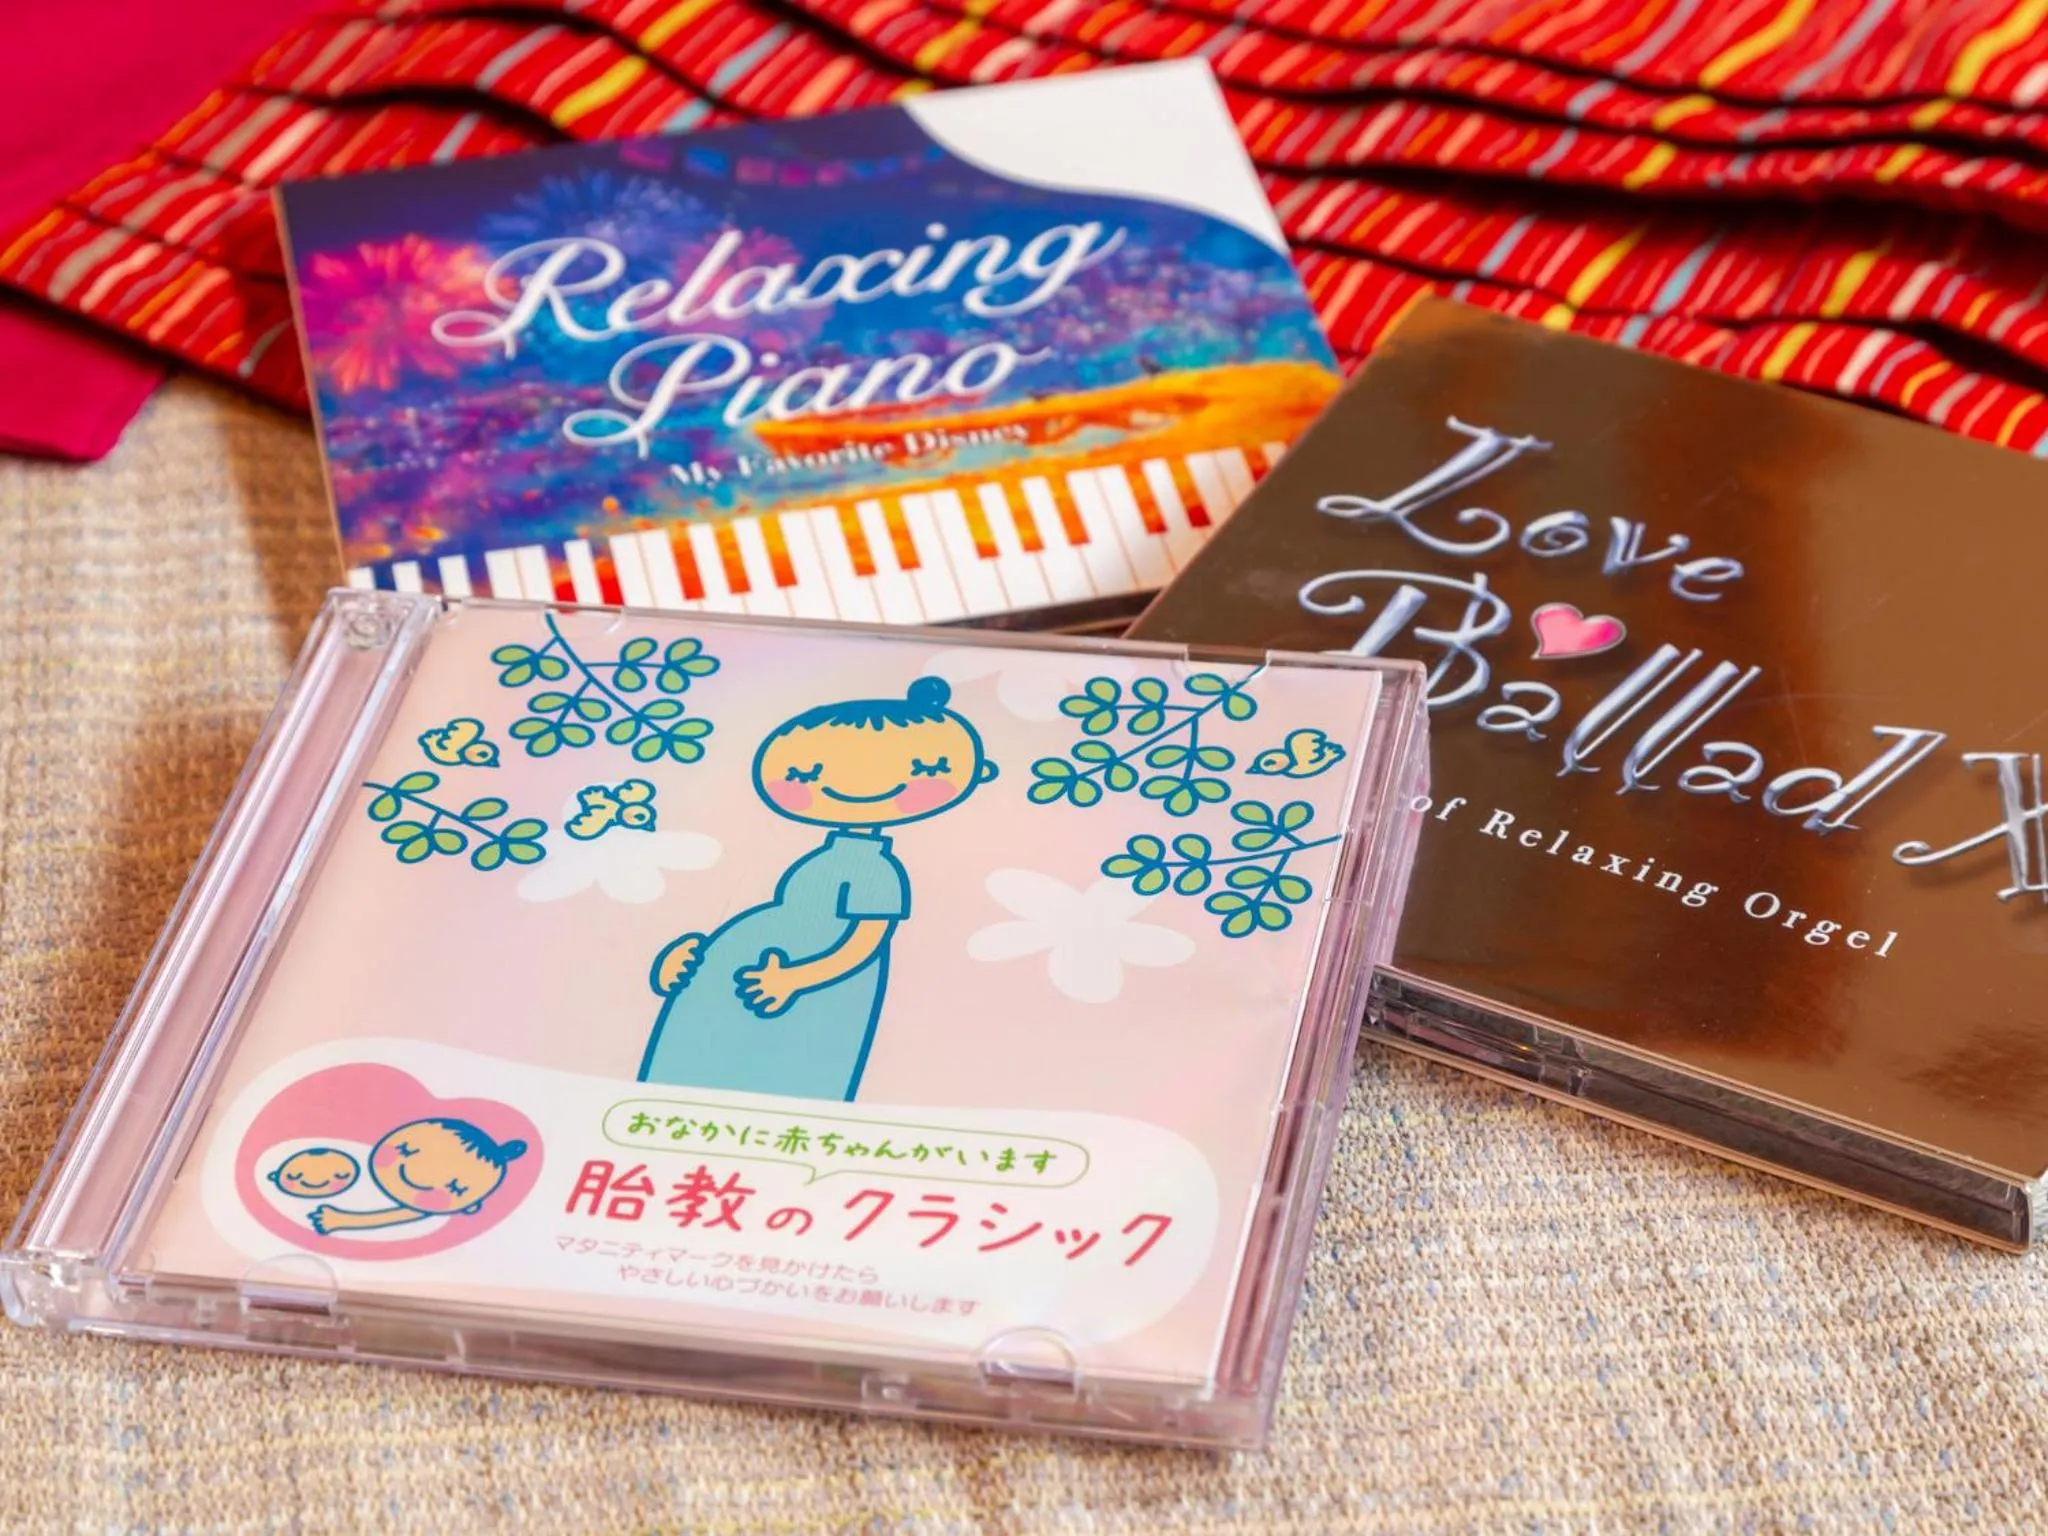 Relaxing
Piano
My Favorite Disney
Love
Ballad
of Relaxing Orgel
おなかに赤ちゃんがいます
胎教のクラシック
マタニティマークを見かけたら
やさしい心づかいをお願いします